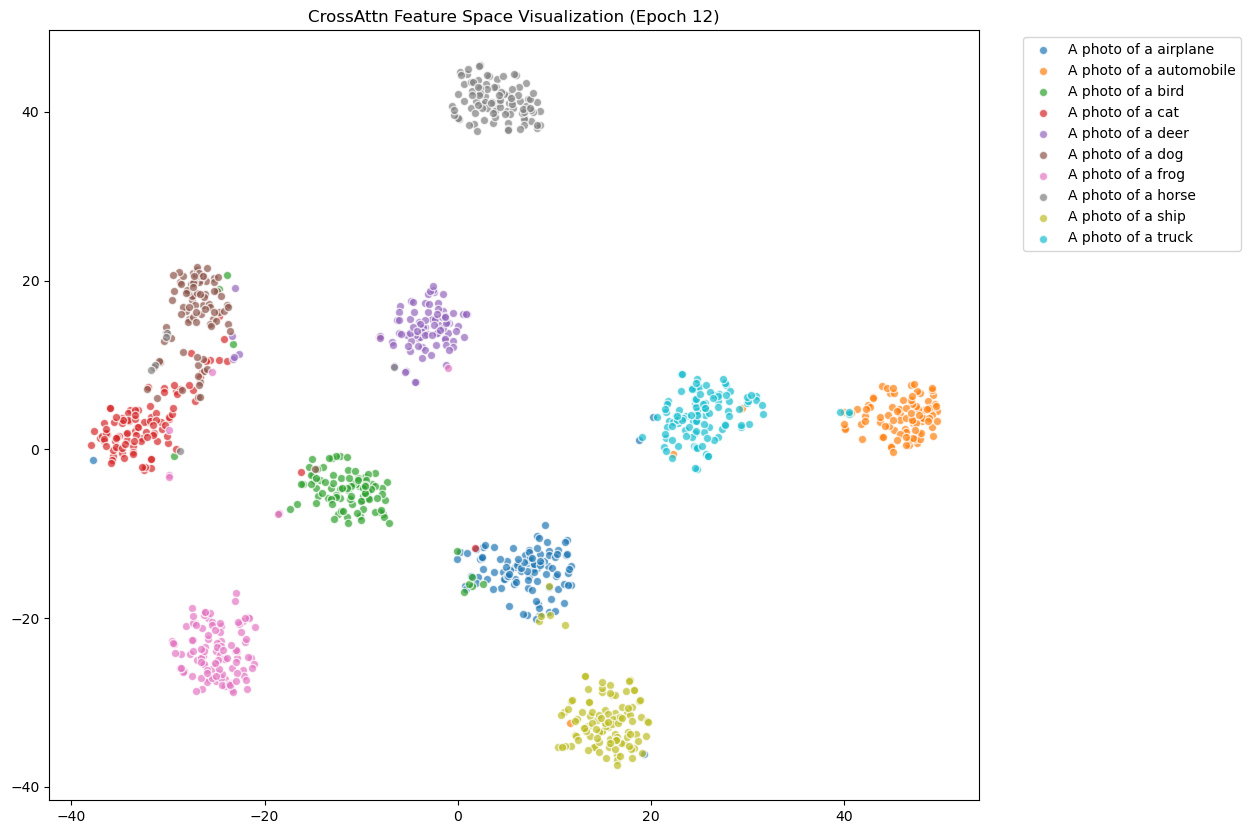 CrossAttn Feature Space Visualization (Epoch 12)
A photo of a airplane
A photo of a automobile
A photo of a bird
A photo of a cat
A photo of a deer
A photo of a dog
A photo of a frog
A photo of a horse
A photo of a ship
A photo of a truck
40
20
0
−20
−40
−40 −20 0 20 40